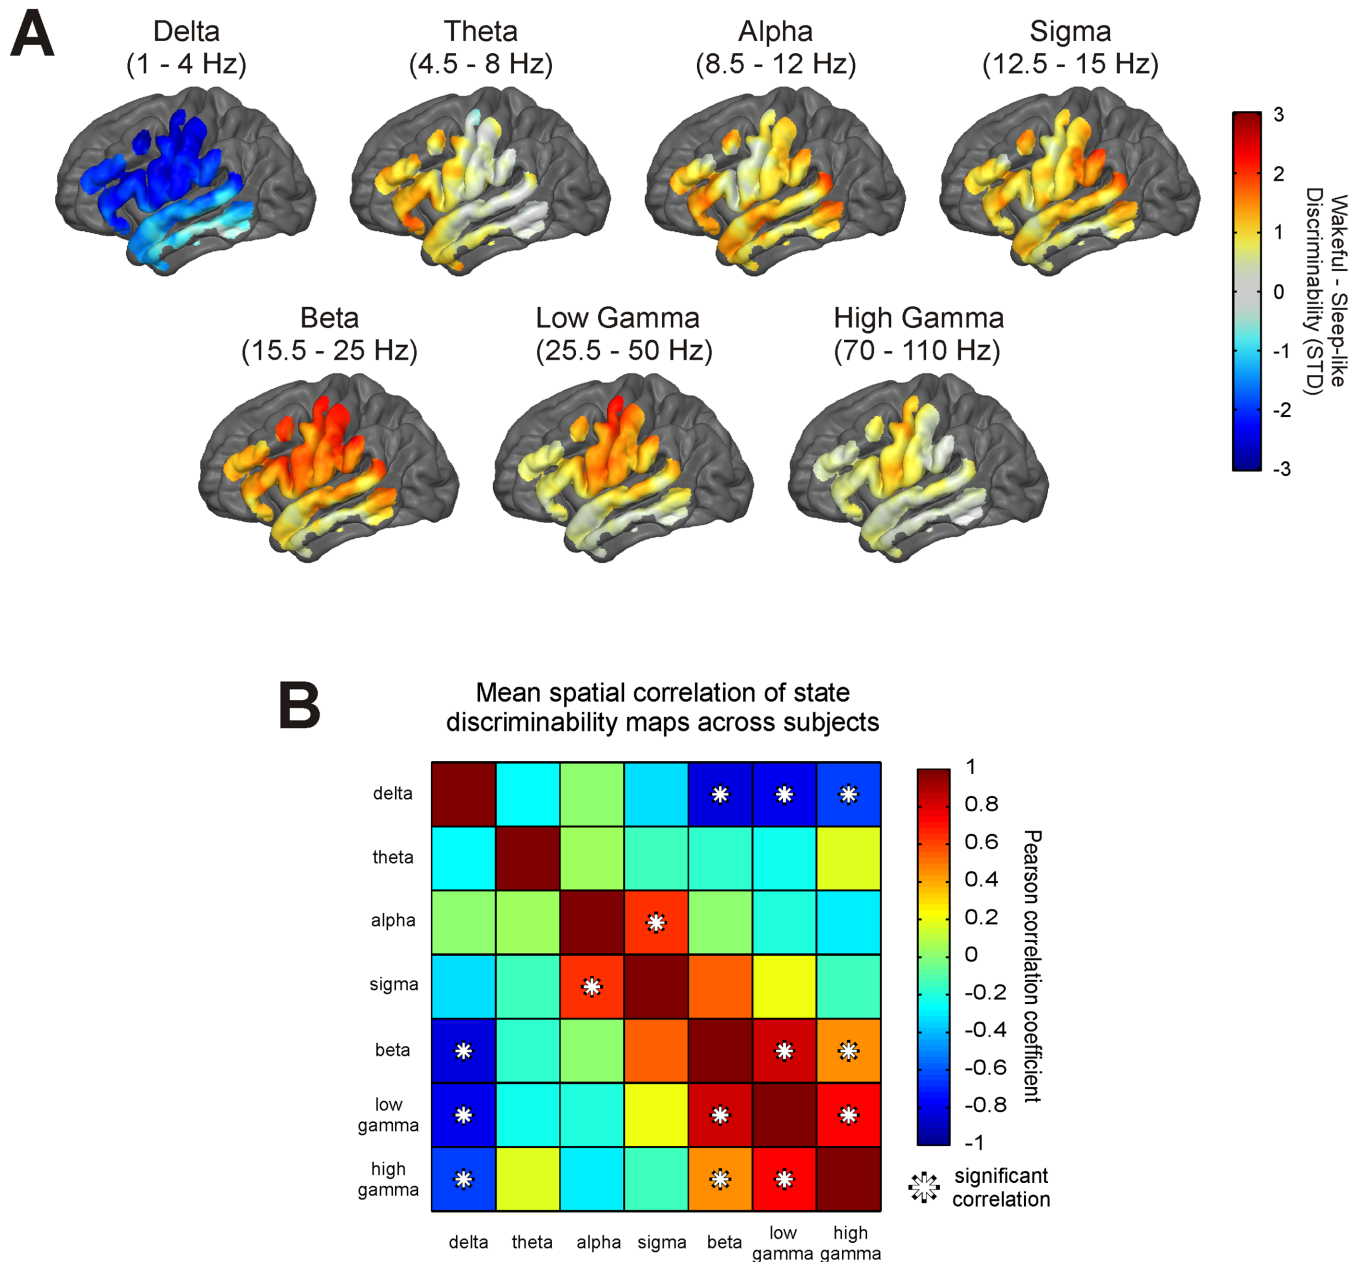 A
Delta
(1 - 4 Hz)
Theta
(4.5 - 8 Hz)
Alpha
(8.5 - 12 Hz)
Sigma
(12.5 - 15 Hz)
3
2
1
0
-1
-2
-3
Wakeful - Sleep-like
Discriminability (STD)
Beta
(15.5 - 25 Hz)
Low Gamma
(25.5 - 50 Hz)
High Gamma
(70 - 110 Hz)
B
Mean spatial correlation of state
discriminability maps across subjects
delta
theta
alpha
sigma
beta
low
gamma
high
gamma
delta
theta
alpha
sigma
beta
low
gamma
high
gamma
1
0.8
0.6
0.4
0.2
0
-0.2
-0.4
-0.6
-0.8
-1
Pearson correlation coefficient
significant
correlation